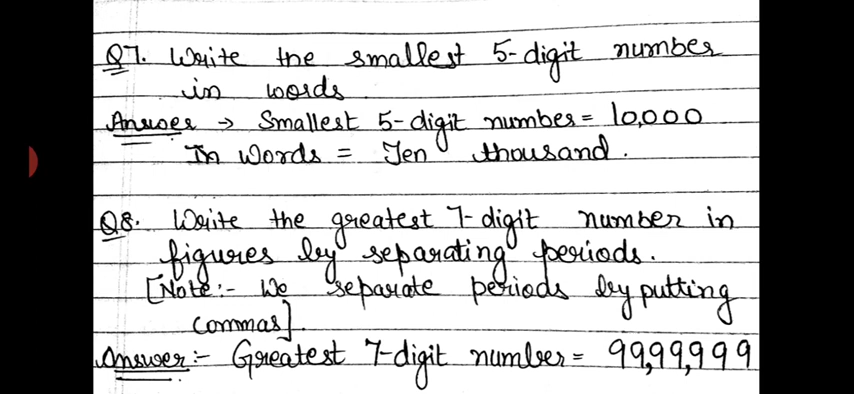 Q7. Write the smallest 5-digit number
in words
Answer → Smallest 5-digit number = 10,000
In Words = Ten thousand.
Q8. Write the greatest 7-digit number in
figures by separating periods.
[Note:- We separate periods by putting
commas].
Answer:- Greatest 7-digit number = 99,99,999